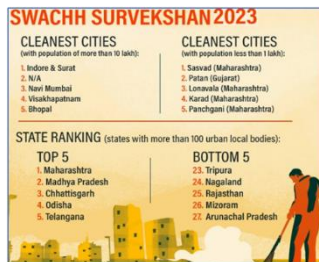 SWACHH SURVEKSHAN 2023
CLEANEST CITIES
(with population of more than 10 lakh):
1. Indore & Surat
2. N/A
3. Navi Mumbai
4. Visakhapatnam
5. Bhopal
CLEANEST CITIES
(with population less than 1 lakh):
1. Sasvad (Maharashtra)
2. Patan (Gujarat)
3. Lonavala (Maharashtra)
4. Karad (Maharashtra)
5. Panchgani (Maharashtra)
STATE RANKING (states with more than 100 urban local bodies):
TOP 5
1. Maharashtra
2. Madhya Pradesh
3. Chhattisgarh
4. Odisha
5. Telangana
BOTTOM 5
23. Tripura
24. Nagaland
25. Rajasthan
26. Mizoram
27. Arunachal Pradesh